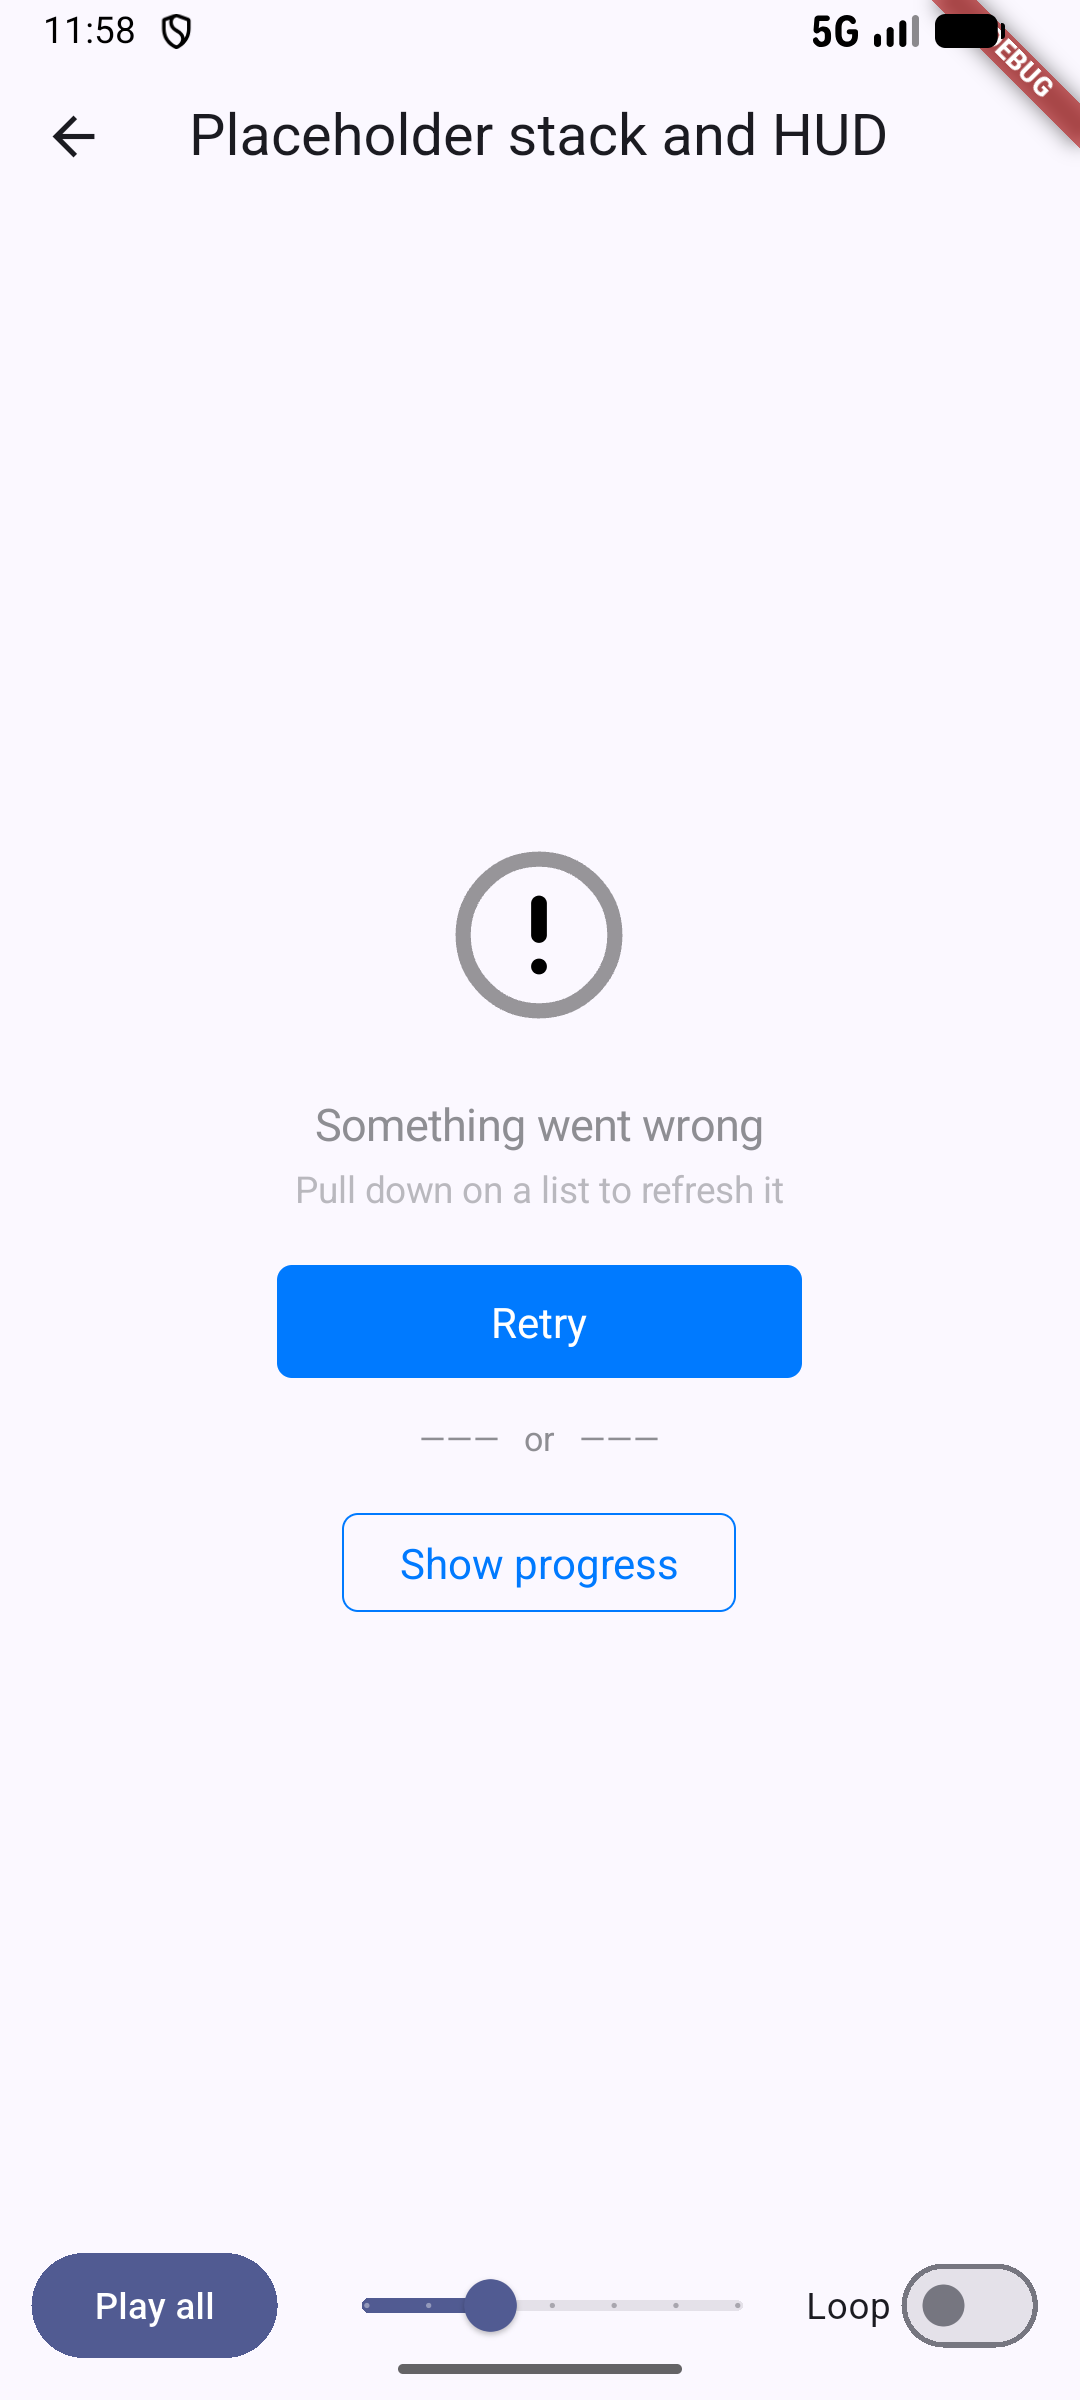 11:58
5G
EBUG
Placeholder stack and HUD
Something went wrong
Pull down on a list to refresh it
Retry
——— or ———
Show progress
Play all
Loop